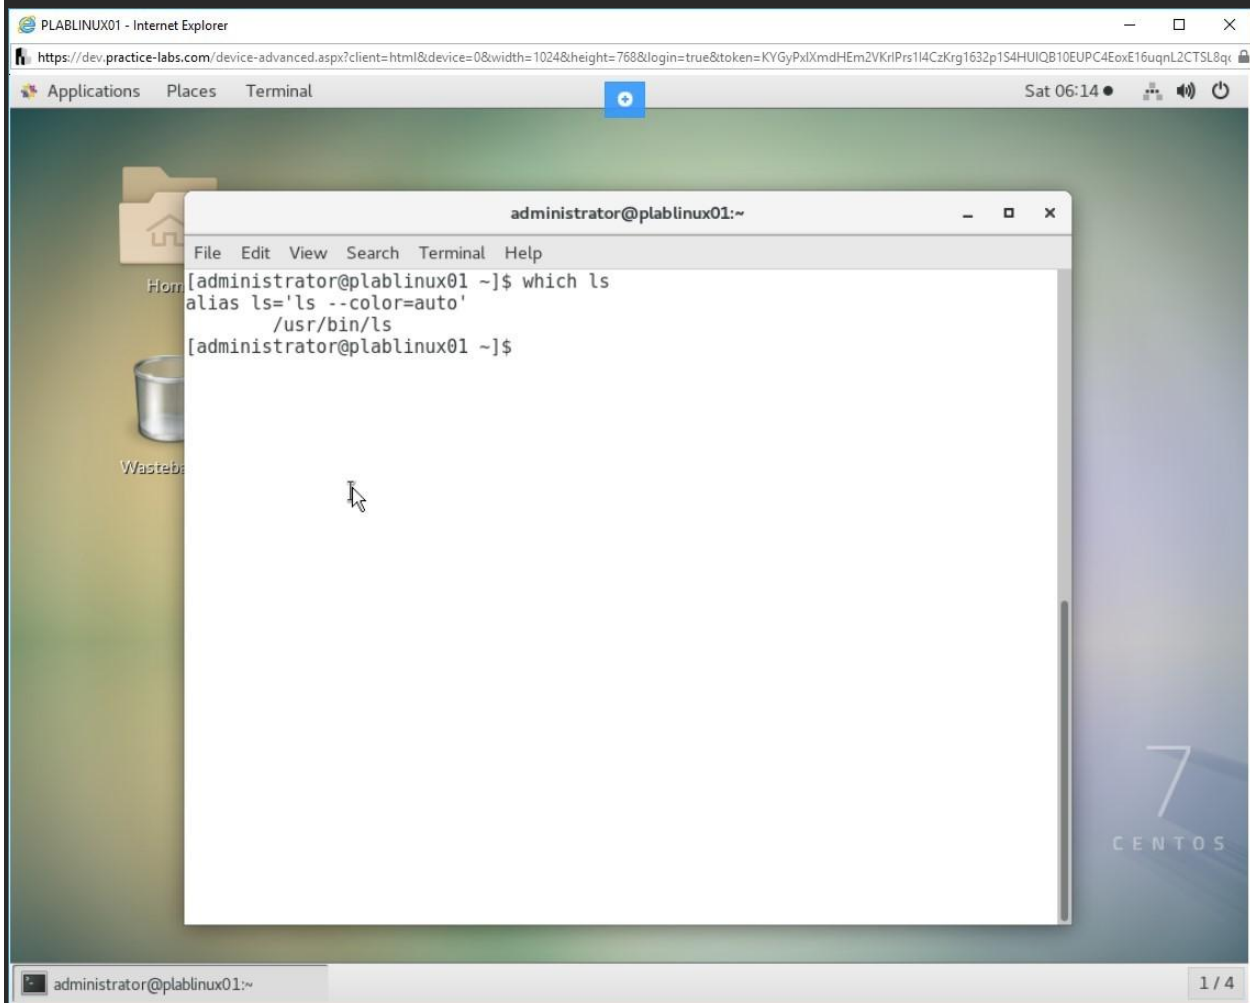 PLABLINUX01 - Internet Explorer
https://dev.practice-labs.com/device-advanced.aspx?client=html&device=0&width=1024&height=768&login=true&token=
Applications Places Terminal Sat 06:14
administrator@plablinux01:~
File Edit View Search Terminal Help
[administrator@plablinux01 ~]$ which ls
alias ls='ls --color=auto'
/usr/bin/ls
[administrator@plablinux01 ~]$
7
CENTOS
administrator@plablinux01:~
1 / 4